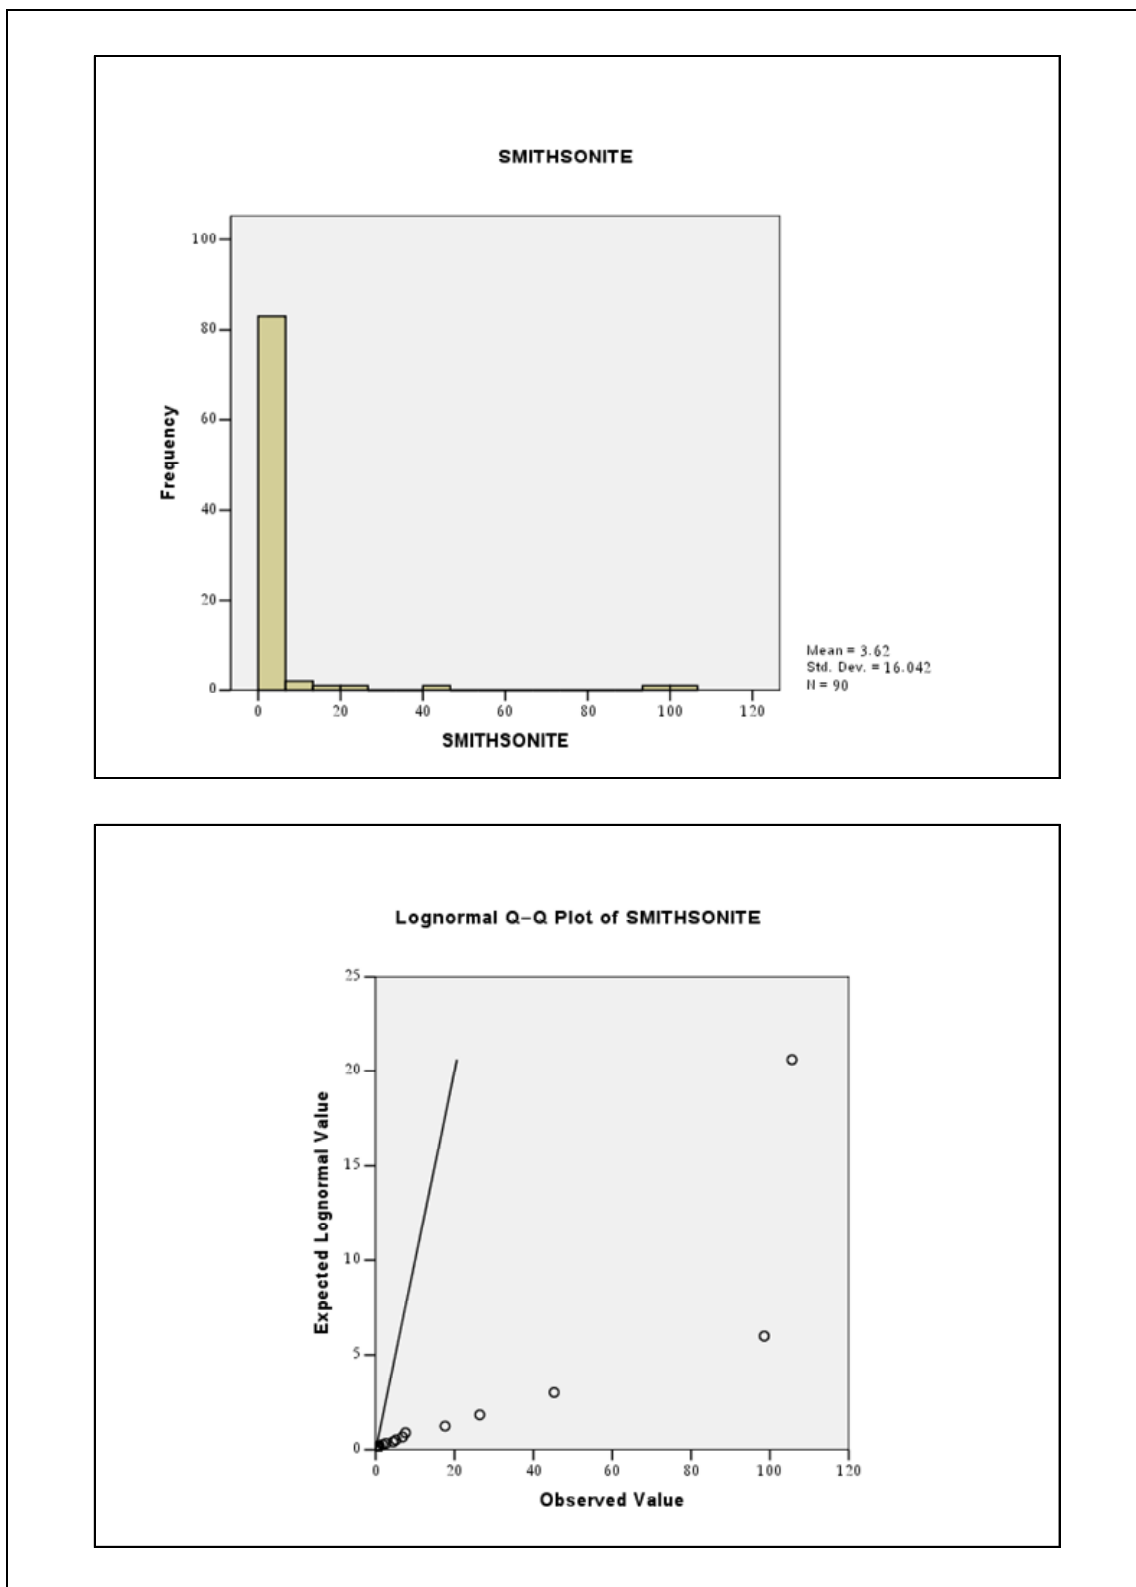 SMITHSONITE
100
80
60
40
20
0
Frequency
0 20 40 60 80 100 120
SMITHSONITE
Mean = 3.62
Std. Dev. = 16.042
N = 90
Lognormal Q–Q Plot of SMITHSONITE
25
20
15
10
5
0
Expected Lognormal Value
0 20 40 60 80 100 120
Observed Value